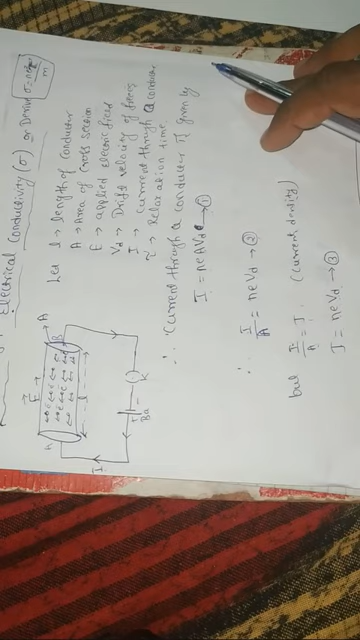 Electrical Conductivity (σ) or Derive σ = ne²τ/m
Let l → length of conductor
A → Area of cross section
E → applied electric field
Vd → Drift velocity of
I → current through a conductor
τ → Relaxation time
∴ Current through a conductor is given by
I = neAVd → ①
∴ I/A = neVd → ②
but I/A = J. (current density)
J = neVd → ③
E →
A
I
K